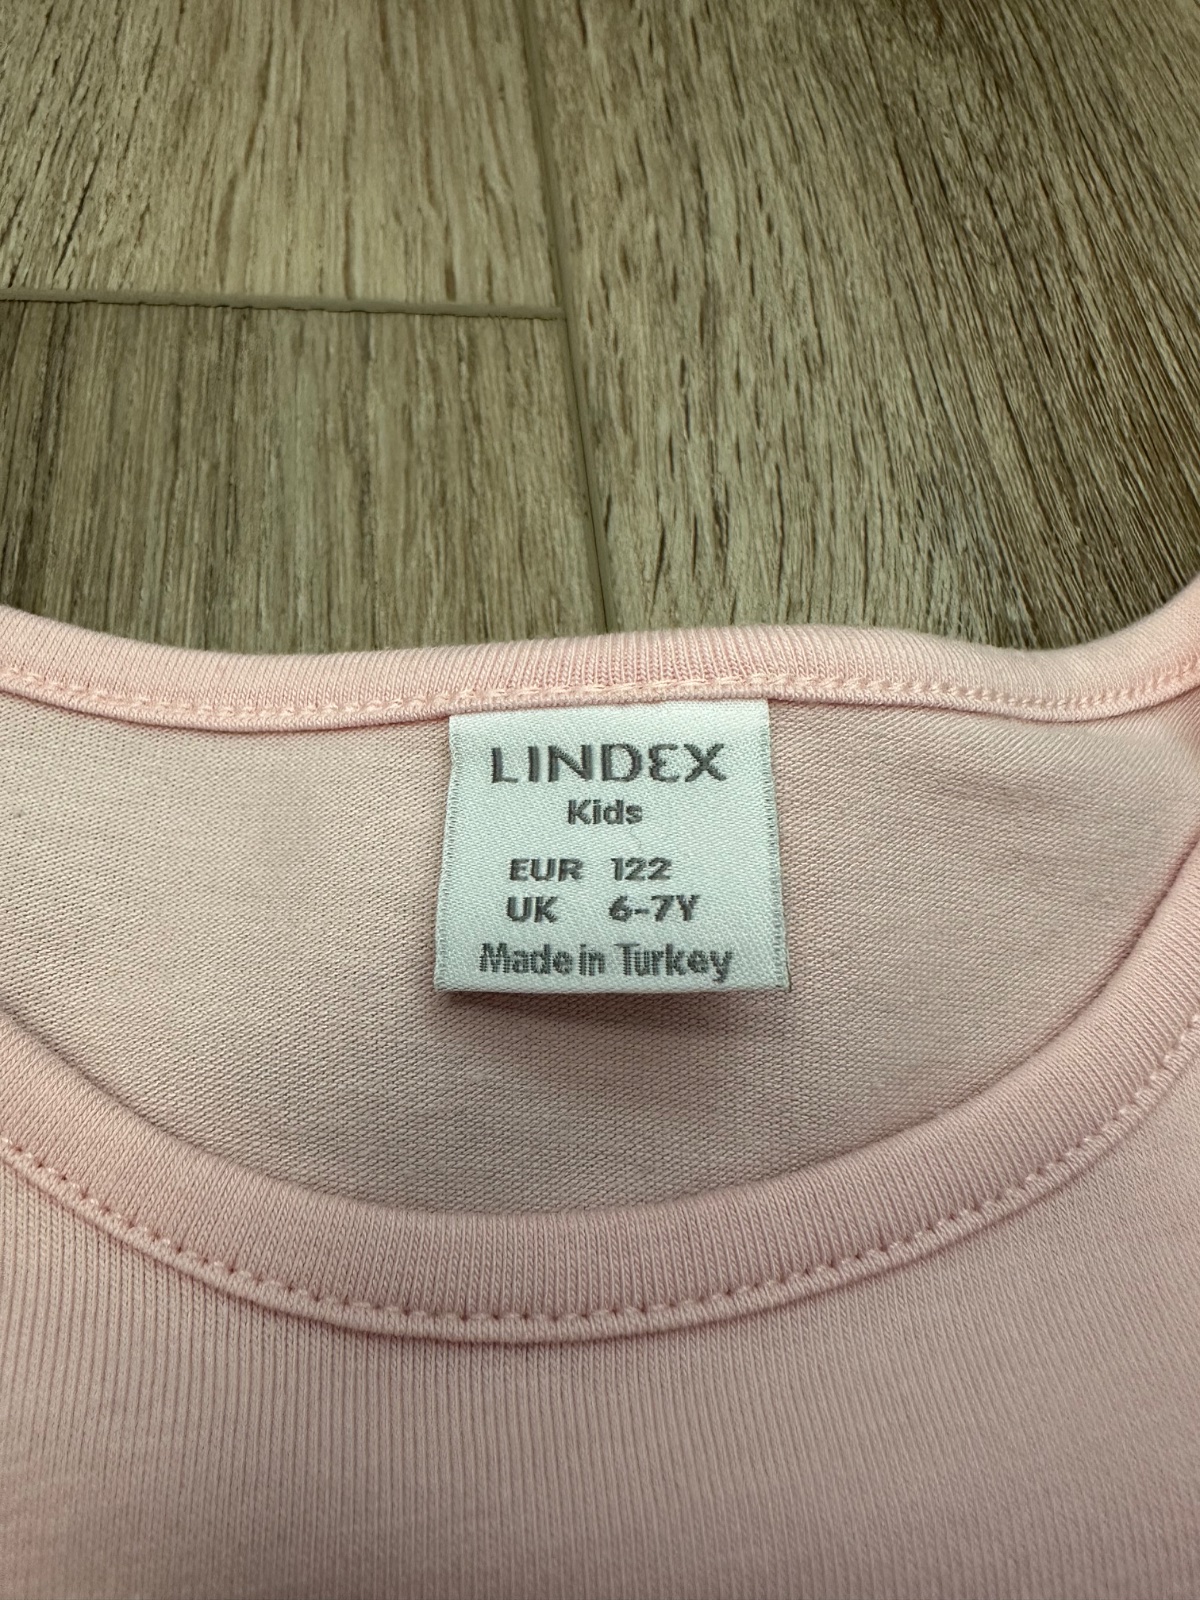 LINDEX
Kids
EUR 122
UK 6-7Y
Made in Turkey